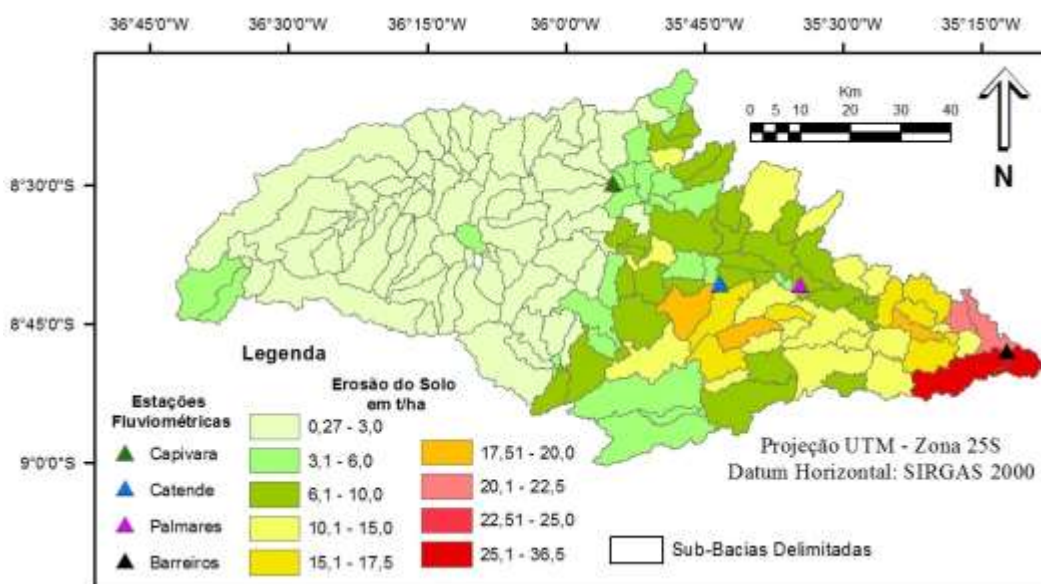 36°45'0"W 36°30'0"W 36°15'0"W 36°0'0"W 35°45'0"W 35°30'0"W 35°15'0"W
Km
0 5 10 20 30 40
N
8°30'0"S
8°45'0"S
9°0'0"S
Legenda
Estações
Fluviométricas
Capivara
Catende
Palmares
Barreiros
Erosão do Solo
em t/ha
0,27 - 3,0
3,1 - 6,0
6,1 - 10,0
10,1 - 15,0
15,1 - 17,5
17,51 - 20,0
20,1 - 22,5
22,51 - 25,0
25,1 - 36,5
Sub-Bacias Delimitadas
Projeção UTM - Zona 25S
Datum Horizontal: SIRGAS 2000